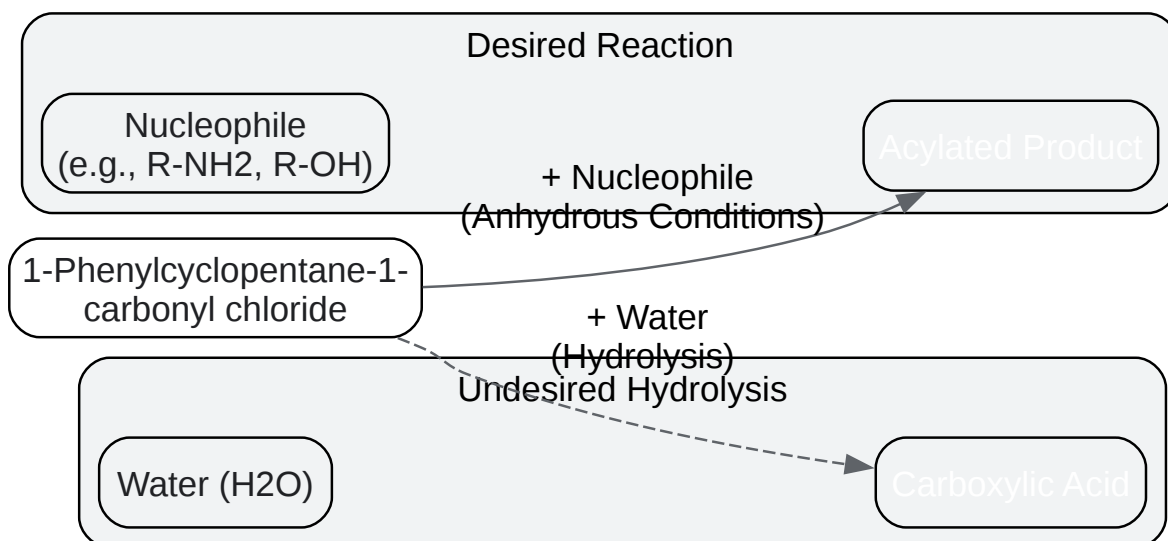 Desired Reaction
Nucleophile
(e.g., R-NH2, R-OH)
Acylated Product
+ Nucleophile
(Anhydrous Conditions)
1-Phenylcyclopentane-1-
carbonyl chloride
+ Water
(Hydrolysis)
Undesired Hydrolysis
Water (H2O)
Carboxylic Acid